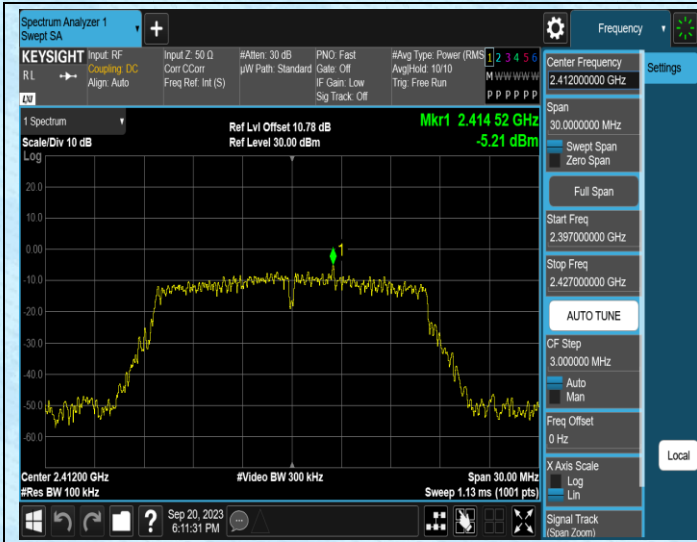 Spectrum Analyzer 1
Swept SA
+
Frequency
KEYSIGHT
RL
LXI
Input: RF
Coupling: DC
Align: Auto
Input Z: 50 Ω
Corr CCorr
Freq Ref: Int (S)
#Atten: 30 dB
µW Path: Standard
PNO: Fast
Gate: Off
IF Gain: Low
Sig Track: Off
#Avg Type: Power (RMS
Avg|Hold: 10/10
Trig: Free Run
1 2 3 4 5 6
M W W W W W
P P P P P P
1 Spectrum
Scale/Div 10 dB
Ref Lvl Offset 10.78 dB
Ref Level 30.00 dBm
Mkr1 2.414 52 GHz
-5.21 dBm
Log
20.0
10.0
0.00
-10.0
-20.0
-30.0
-40.0
-50.0
-60.0
1
Center 2.41200 GHz
#Res BW 100 kHz
#Video BW 300 kHz
Span 30.00 MHz
Sweep 1.13 ms (1001 pts)
?
Sep 20, 2023
6:11:31 PM
Center Frequency
2.412000000 GHz
Span
30.0000000 MHz
Swept Span
Zero Span
Full Span
Start Freq
2.397000000 GHz
Stop Freq
2.427000000 GHz
AUTO TUNE
CF Step
3.000000 MHz
Auto
Man
Freq Offset
0 Hz
X Axis Scale
Log
Lin
Signal Track
(Span Zoom)
Settings
Local